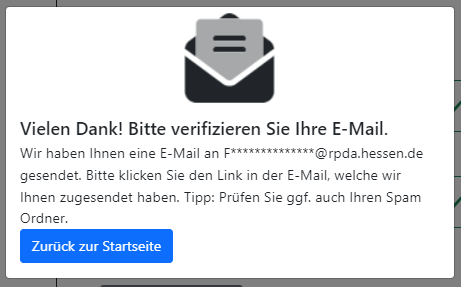 Vielen Dank! Bitte verifizieren Sie Ihre E-Mail.
Wir haben Ihnen eine E-Mail an F**************@rpda.hessen.de
gesendet. Bitte klicken Sie den Link in der E-Mail, welche wir
Ihnen zugesendet haben. Tipp: Prüfen Sie ggf. auch Ihren Spam
Ordner.
Zurück zur Startseite